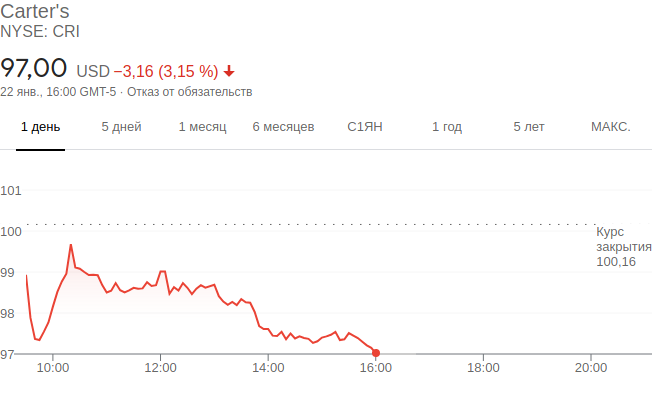 Carter's
NYSE: CRI
97,00 USD −3,16 (3,15 %)
22 янв., 16:00 GMT-5 · Отказ от обязательств
1 день 5 дней 1 месяц 6 месяцев С1ЯН 1 год 5 лет МАКС.
101
100
Курс
закрытия
100,16
99
98
97
10:00 12:00 14:00 16:00 18:00 20:00